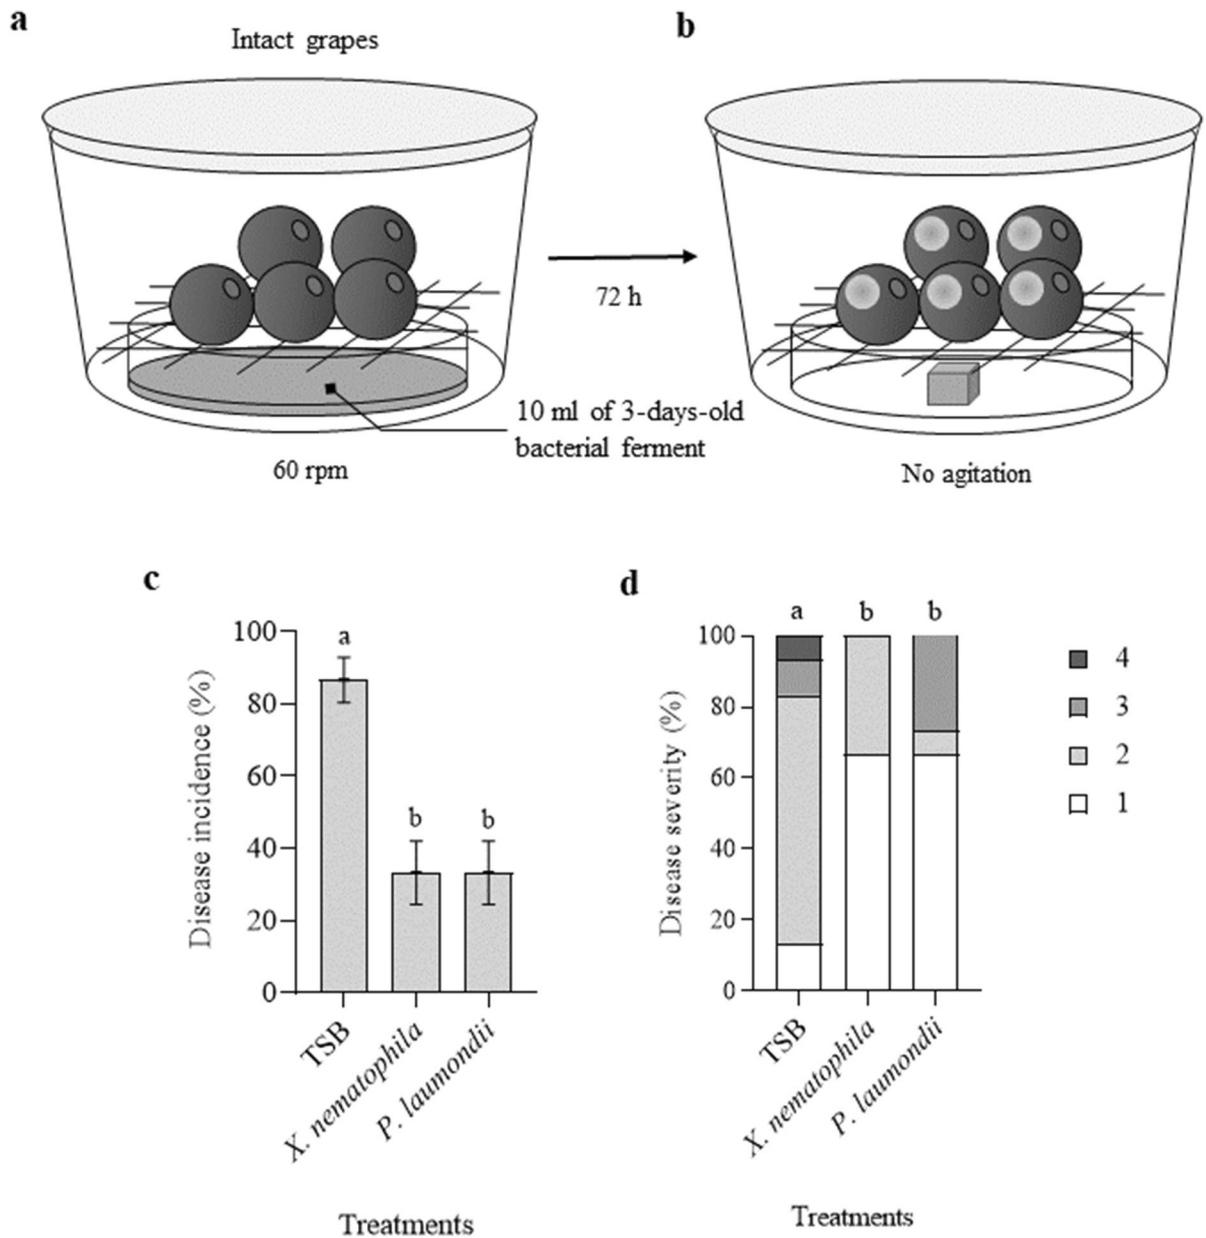 a
b
Intact grapes
72 h
10 ml of 3-days-old
bacterial ferment
60 rpm
No agitation
c
Disease incidence (%)
100
80
60
40
20
0
a
b
b
TSB
X. nematophila
P. laumondii
Treatments
d
Disease severity (%)
100
80
60
40
20
0
a
b
b
4
3
2
1
TSB
X. nematophila
P. laumondii
Treatments